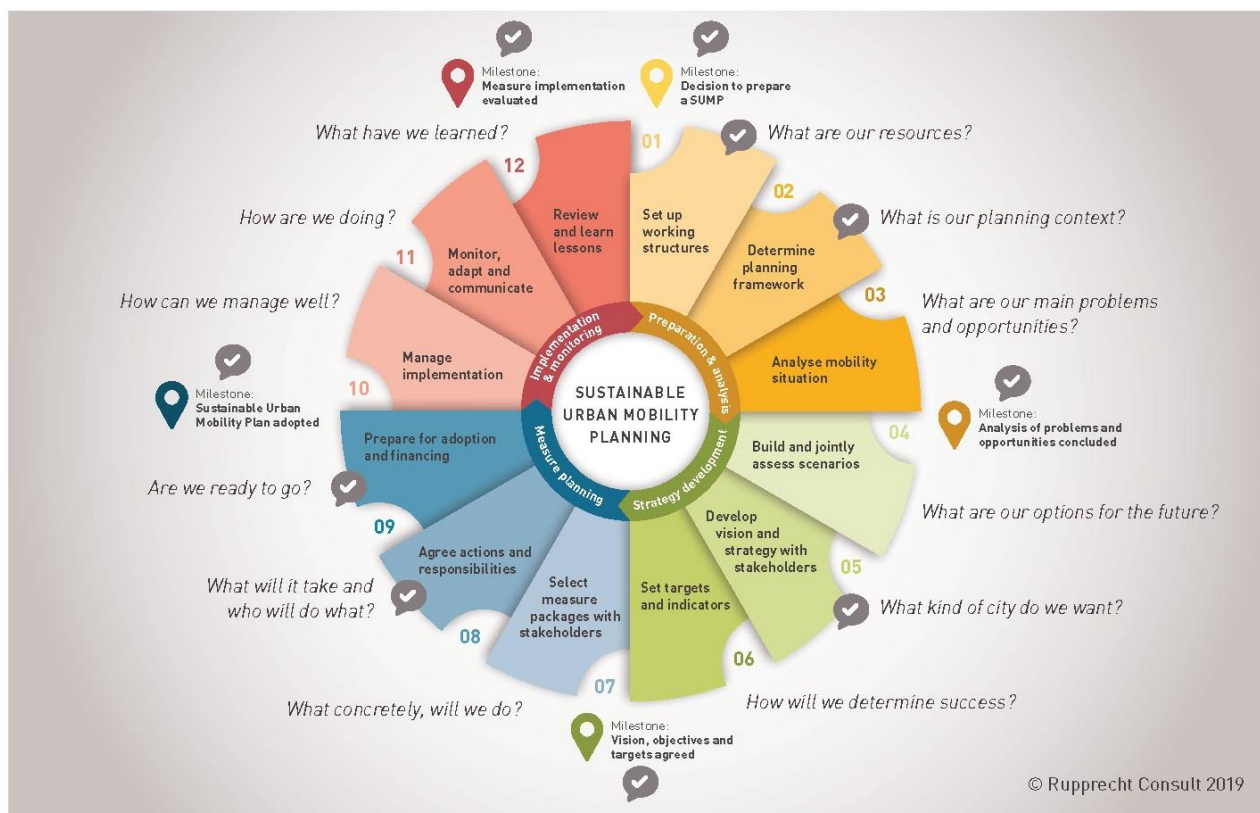 Milestone:
Measure implementation
evaluated
Milestone:
Decision to prepare
a SUMP
01
Set up
working
structures
What are our resources?
02
Determine
planning
framework
What is our planning context?
03
Analyse mobility
situation
What are our main problems
and opportunities?
Milestone:
Analysis of problems and
opportunities concluded
04
Build and jointly
assess scenarios
What are our options for the future?
05
Develop
vision and
strategy with
stakeholders
What kind of city do we want?
06
Set targets
and indicators
How will we determine success?
Milestone:
Vision, objectives and
targets agreed
07
Select
measure
packages with
stakeholders
What concretely, will we do?
08
Agree actions and
responsibilities
What will it take and
who will do what?
09
Prepare for adoption
and financing
Are we ready to go?
Milestone:
Sustainable Urban
Mobility Plan adopted
10
Manage
implementation
How can we manage well?
11
Monitor,
adapt and
communicate
How are we doing?
12
Review
and learn
lessons
What have we learned?
Preparation & analysis
Strategy development
Measure planning
Implementation
& monitoring
SUSTAINABLE
URBAN MOBILITY
PLANNING
© Rupprecht Consult 2019